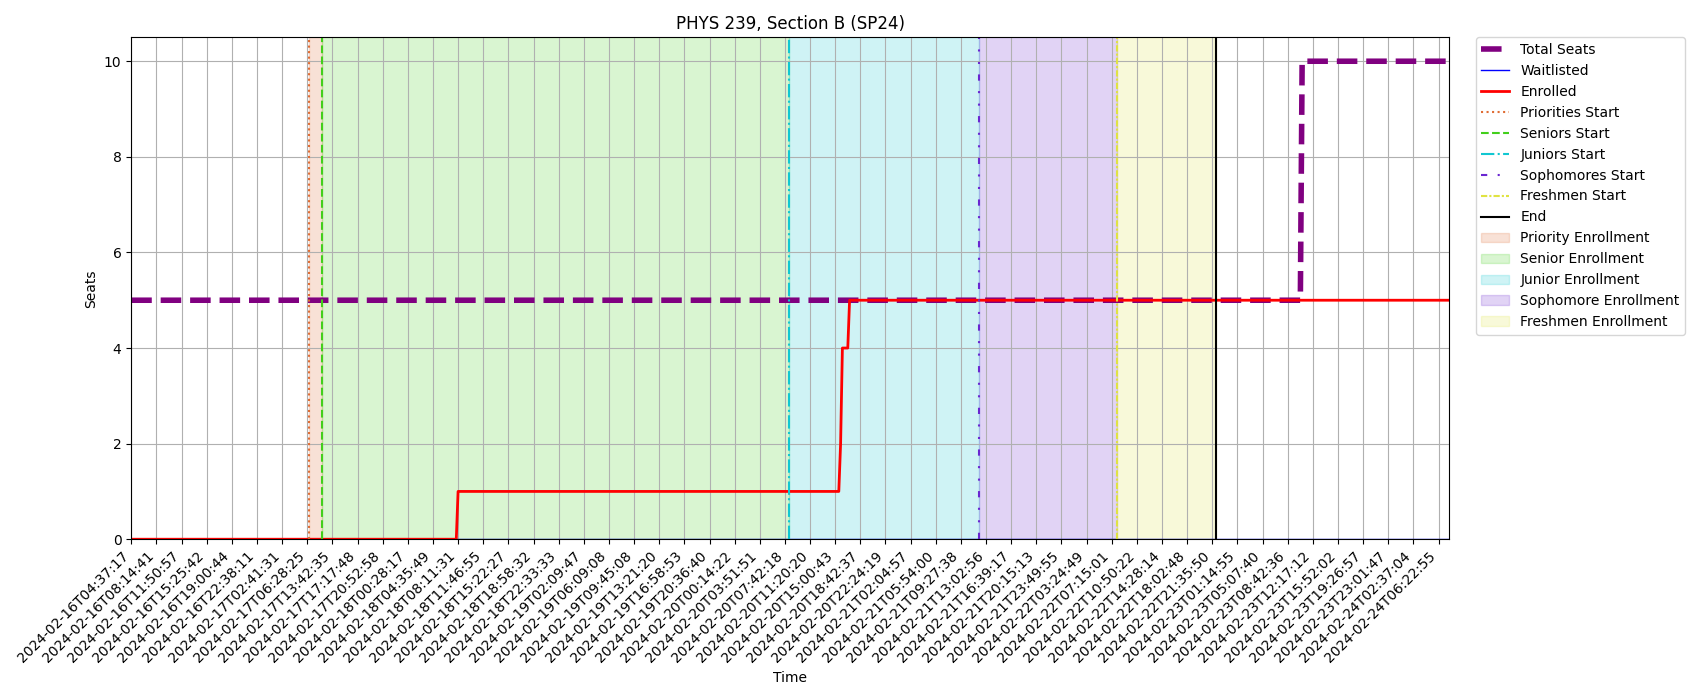 PHYS 239, Section B (SP24)
10
8
6
4
2
0
Seats
2024-02-16T04:37:17
2024-02-16T08:14:41
2024-02-16T11:50:57
2024-02-16T15:25:42
2024-02-16T19:00:44
2024-02-16T22:38:11
2024-02-17T02:41:31
2024-02-17T06:28:25
2024-02-17T13:42:35
2024-02-17T17:17:48
2024-02-17T20:52:58
2024-02-18T00:28:17
2024-02-18T04:35:49
2024-02-18T08:11:31
2024-02-18T11:46:55
2024-02-18T15:22:27
2024-02-18T18:58:32
2024-02-18T22:33:33
2024-02-19T02:09:47
2024-02-19T06:09:08
2024-02-19T09:45:08
2024-02-19T13:21:20
2024-02-19T16:58:53
2024-02-19T20:36:40
2024-02-20T00:14:22
2024-02-20T03:51:51
2024-02-20T07:42:18
2024-02-20T11:20:20
2024-02-20T15:00:43
2024-02-20T18:42:37
2024-02-20T22:24:19
2024-02-21T02:04:57
2024-02-21T05:54:00
2024-02-21T09:27:38
2024-02-21T13:02:56
2024-02-21T16:39:17
2024-02-21T20:15:13
2024-02-21T23:49:55
2024-02-22T03:24:49
2024-02-22T07:15:01
2024-02-22T10:50:22
2024-02-22T14:28:14
2024-02-22T18:02:48
2024-02-22T21:35:50
2024-02-23T01:14:55
2024-02-23T05:07:40
2024-02-23T08:42:36
2024-02-23T12:17:12
2024-02-23T15:52:02
2024-02-23T19:26:57
2024-02-23T23:01:47
2024-02-24T02:37:04
2024-02-24T06:22:55
Time
Total Seats
Waitlisted
Enrolled
Priorities Start
Seniors Start
Juniors Start
Sophomores Start
Freshmen Start
End
Priority Enrollment
Senior Enrollment
Junior Enrollment
Sophomore Enrollment
Freshmen Enrollment